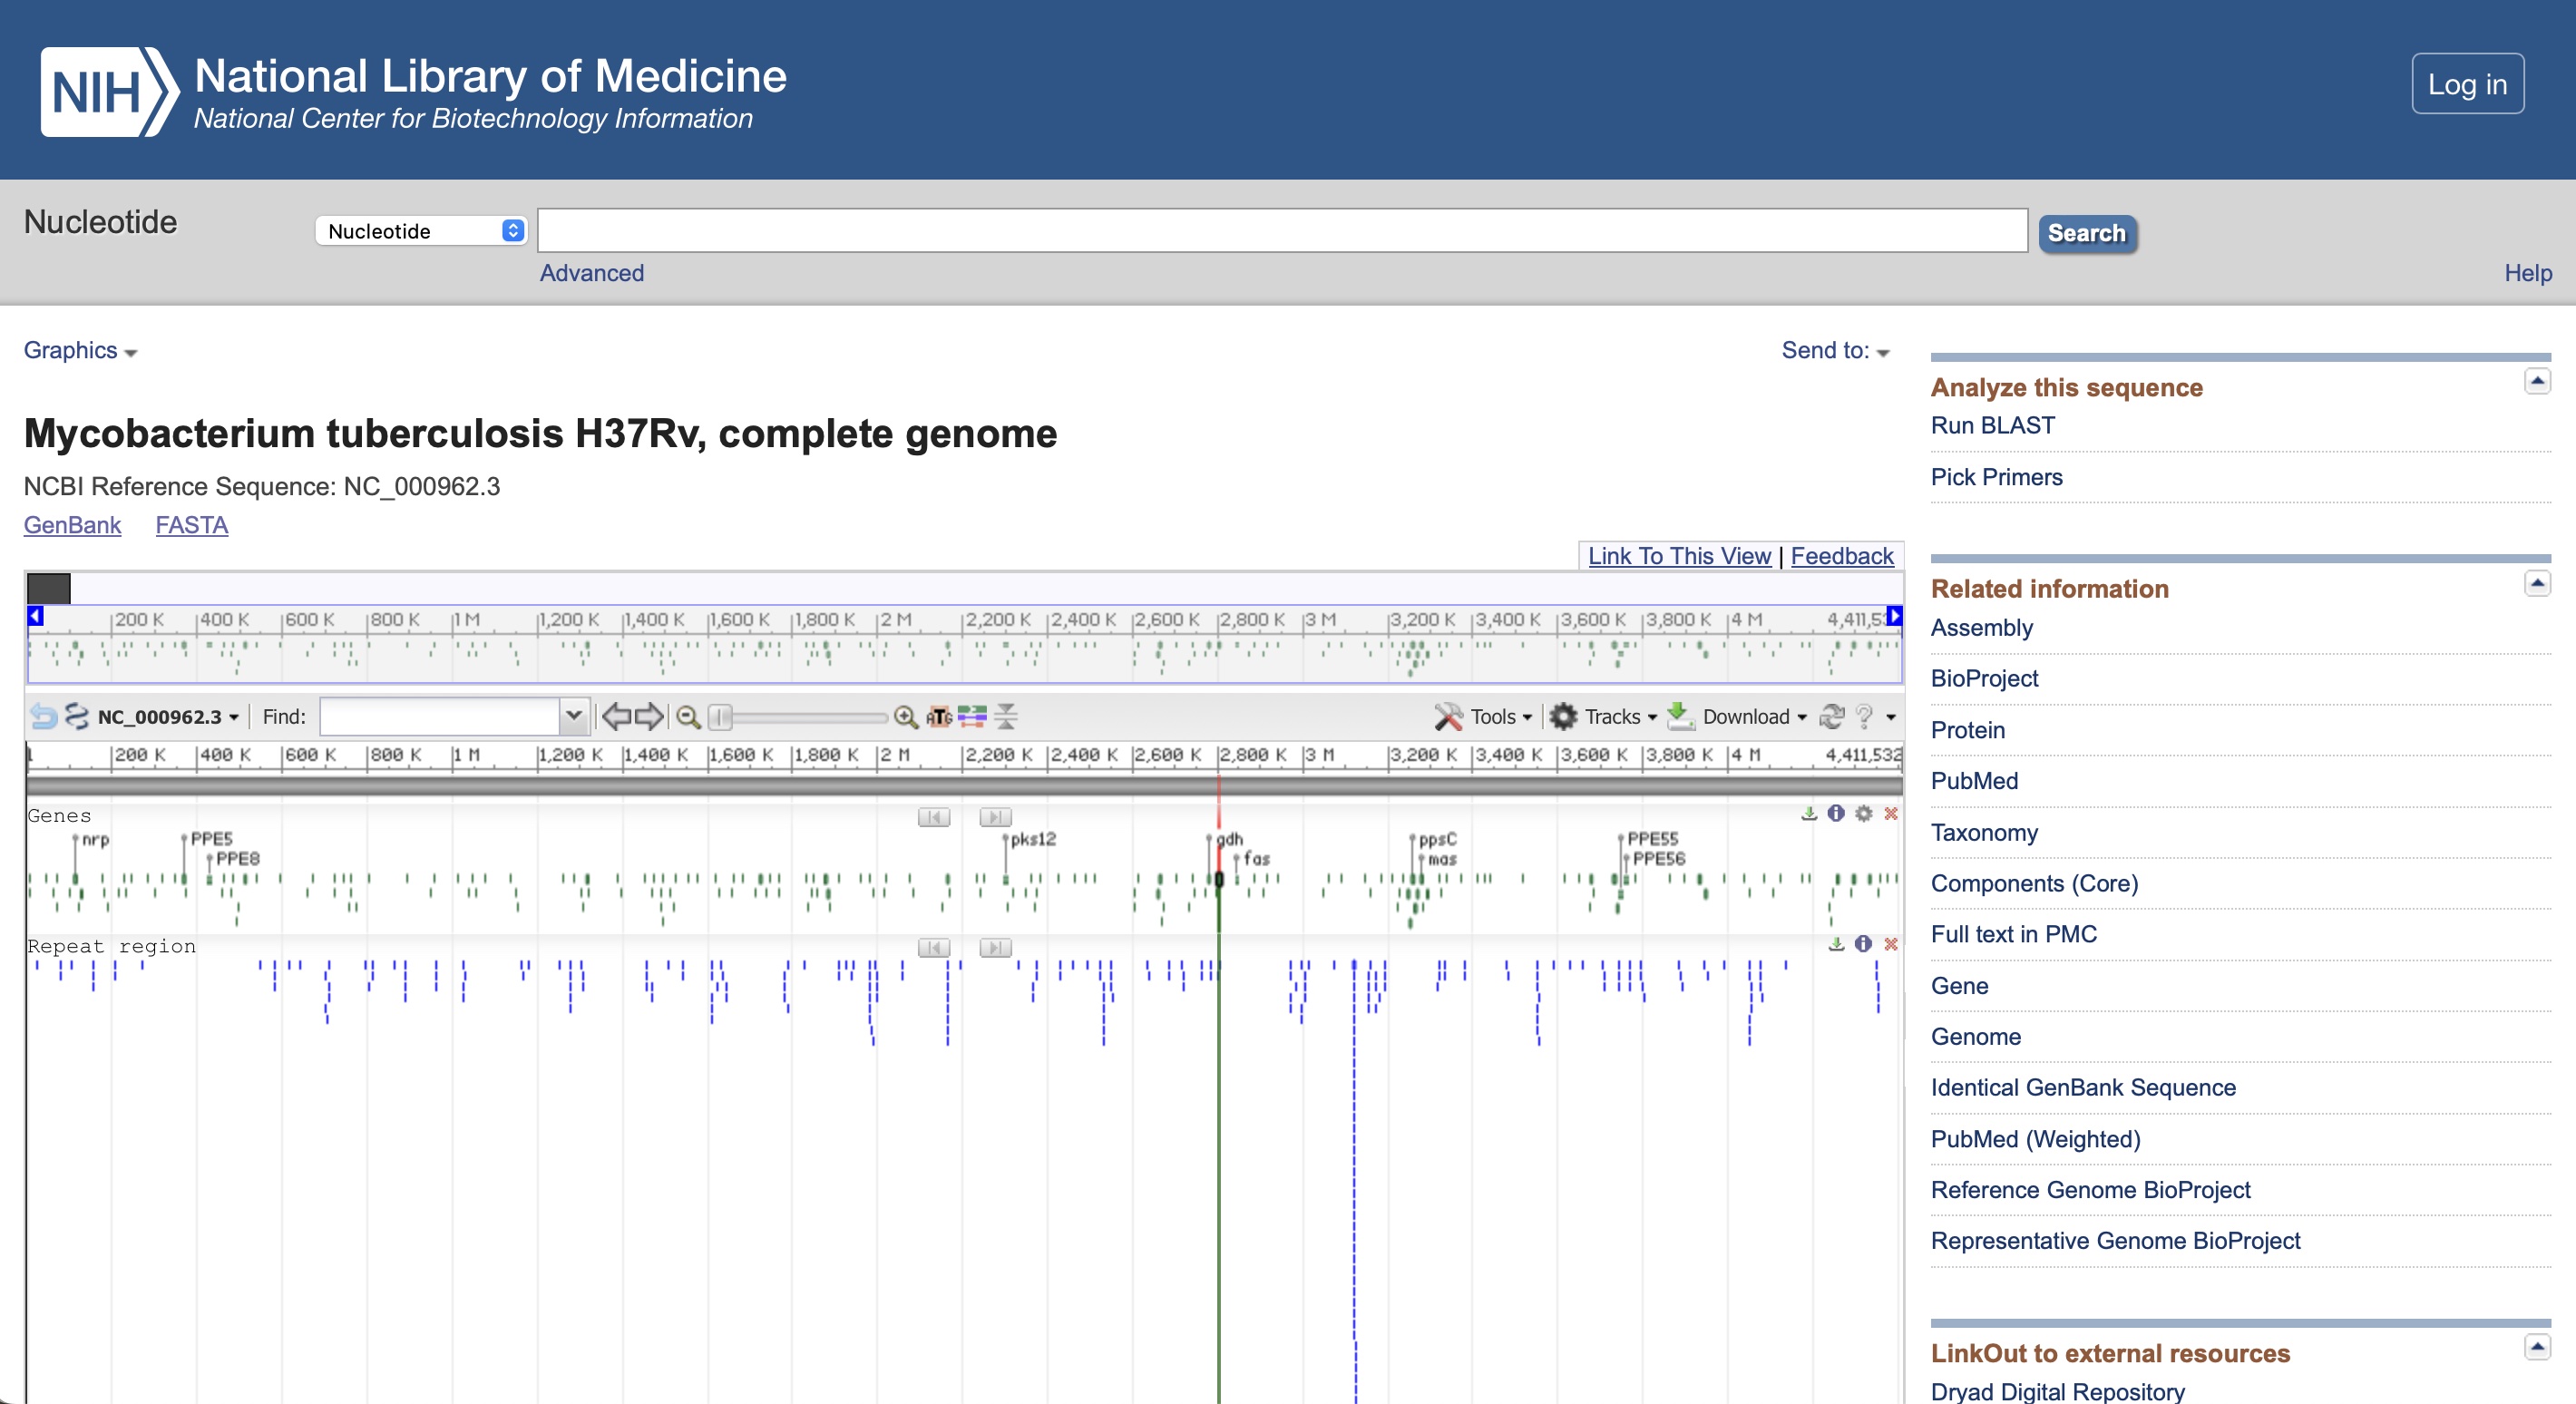 NIH National Library of Medicine
National Center for Biotechnology Information
Log in
Nucleotide
Nucleotide
Search
Advanced
Help
Graphics
Send to:
Mycobacterium tuberculosis H37Rv, complete genome
NCBI Reference Sequence: NC_000962.3
GenBank FASTA
Link To This View | Feedback
200 K 400 K 600 K 800 K 1 M 1,200 K 1,400 K 1,600 K 1,800 K 2 M 2,200 K 2,400 K 2,600 K 2,800 K 3 M 3,200 K 3,400 K 3,600 K 3,800 K 4 M 4,411,53
NC_000962.3 Find: ATG Tools Tracks Download ?
1 200 K 400 K 600 K 800 K 1 M 1,200 K 1,400 K 1,600 K 1,800 K 2 M 2,200 K 2,400 K 2,600 K 2,800 K 3 M 3,200 K 3,400 K 3,600 K 3,800 K 4 M 4,411,532
Genes
nrp PPE5 pks12 gdh ppsC PPE55
PPE8 fas mas PPE56
Repeat region
Analyze this sequence
Run BLAST
Pick Primers
Related information
Assembly
BioProject
Protein
PubMed
Taxonomy
Components (Core)
Full text in PMC
Gene
Genome
Identical GenBank Sequence
PubMed (Weighted)
Reference Genome BioProject
Representative Genome BioProject
LinkOut to external resources
Dryad Digital Repository